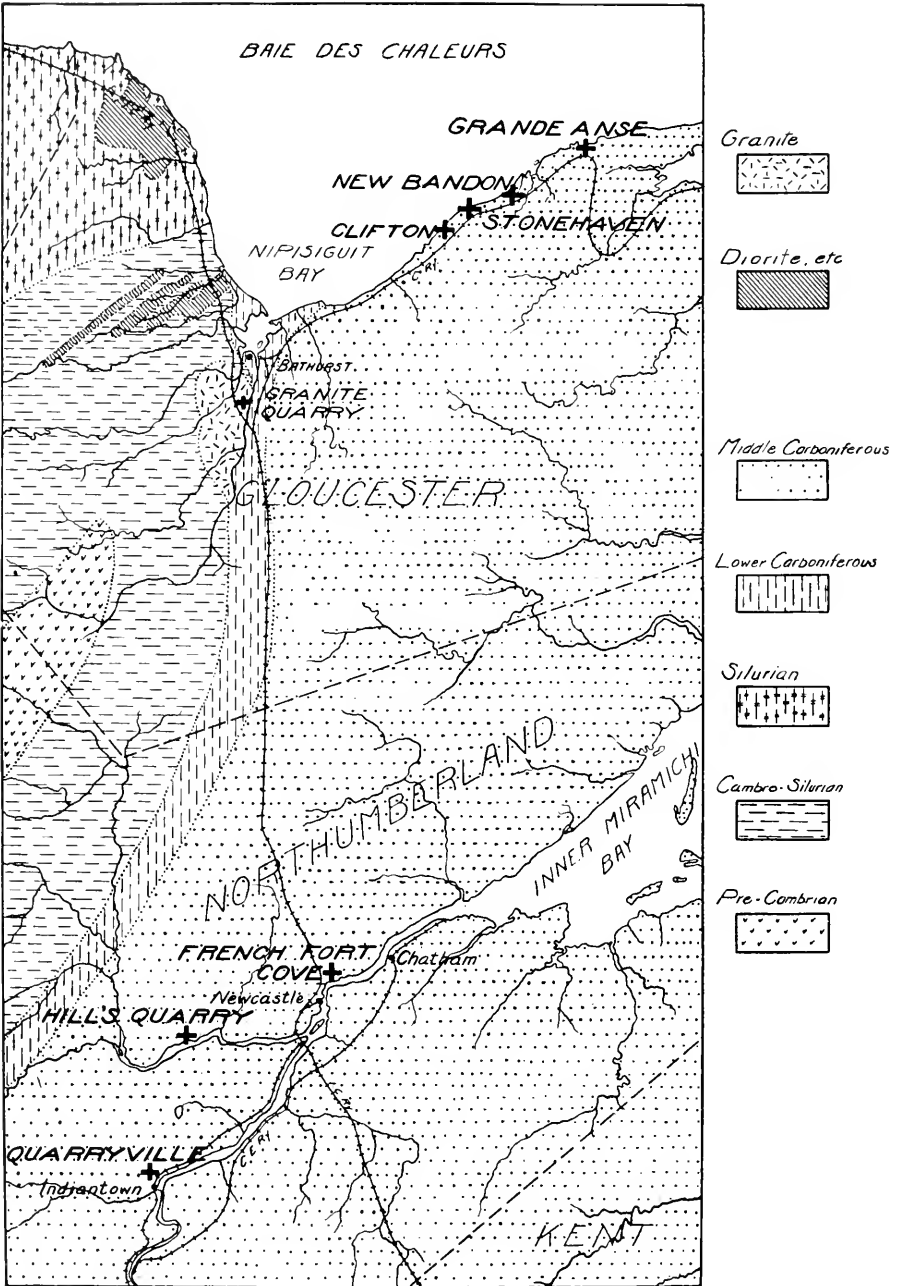 BAIE DES CHALEURS
GRANDE ANSE
NEW BANDON
STONEHAVEN
CLIFTON
NIPISIGUIT
BAY
C. RY.
BATHURST
GRANITE
QUARRY
GLOUCESTER
NORTHUMBERLAND
INNER MIRAMICHI
BAY
FRENCH FORT
COVE
Chatham
Newcastle
HILL'S QUARRY
QUARRYVILLE
Indiantown
KENT
Granite
Diorite, etc
Middle Carboniferous
Lower Carboniferous
Silurian
Cambro-Silurian
Pre-Cambrian